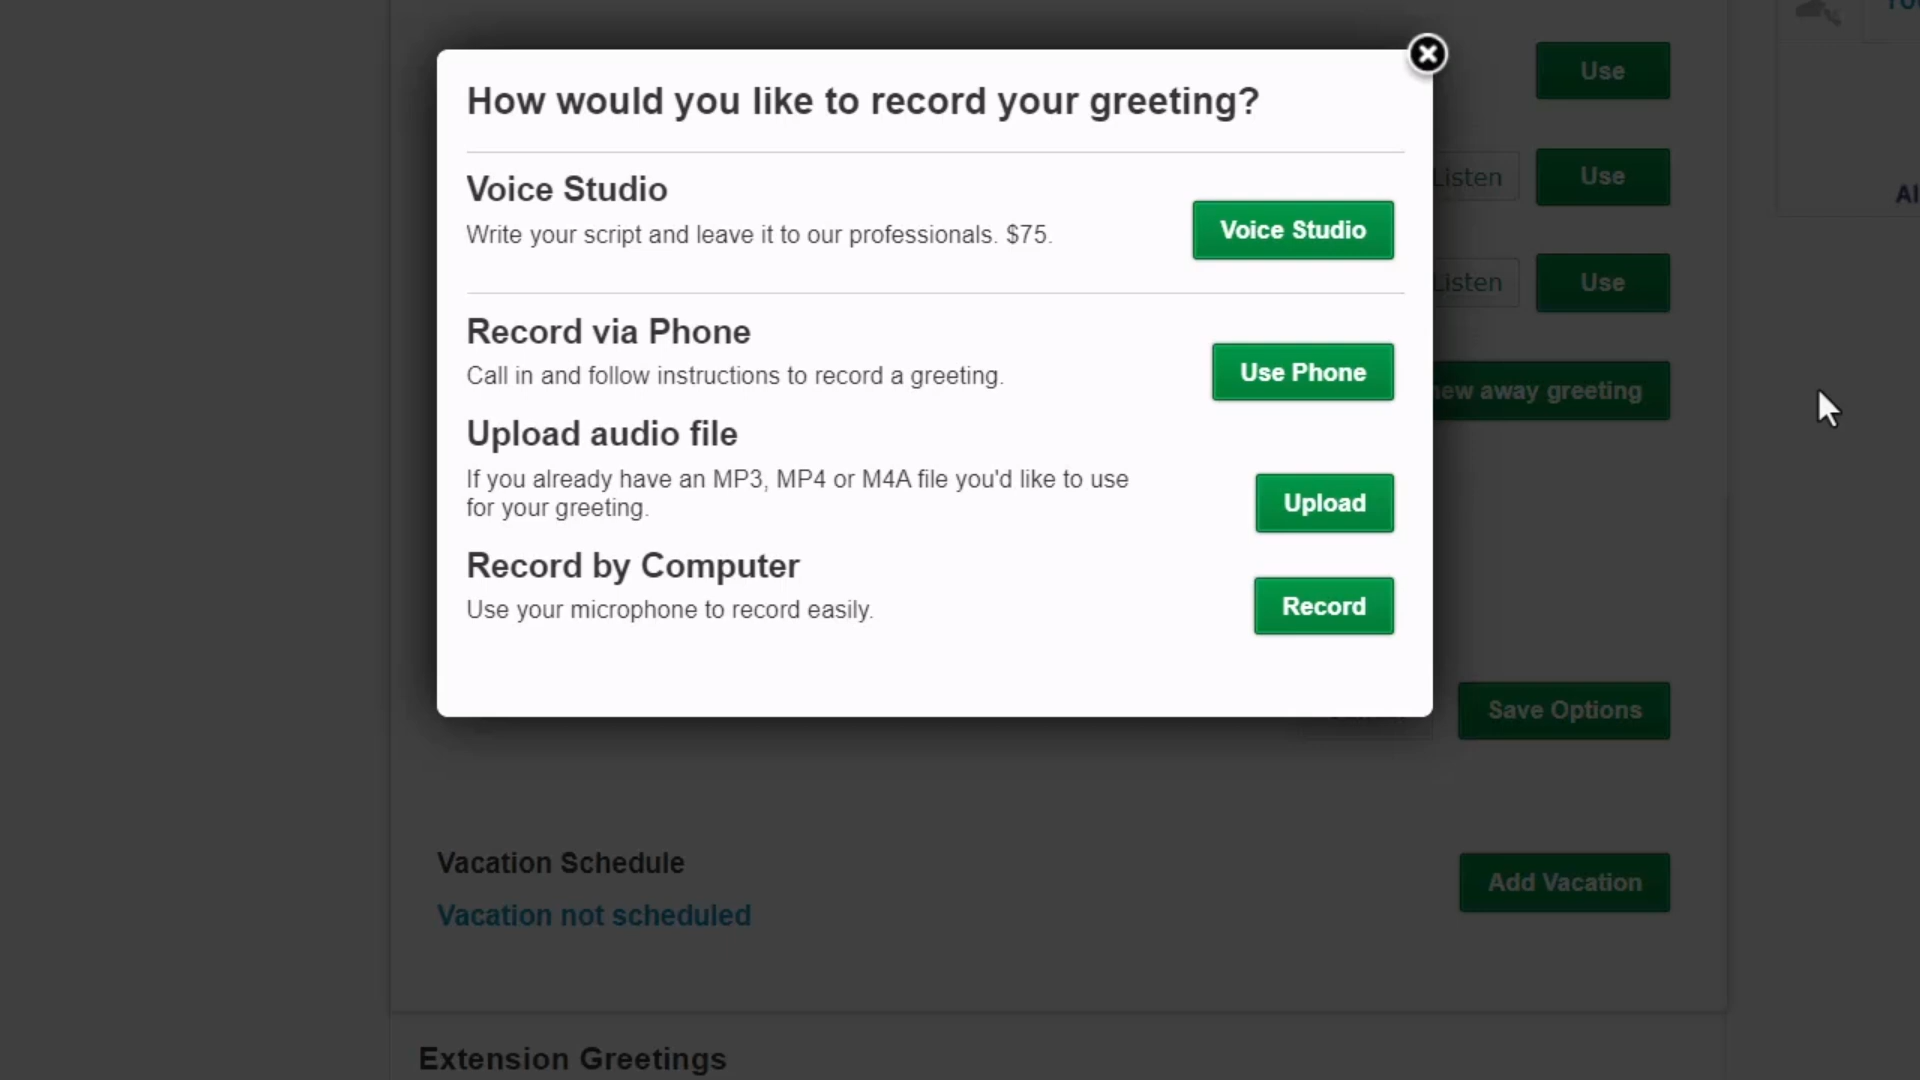 How would you like to record your greeting?
Use
Voice Studio
Write your script and leave it to our professionals. $75.
Voice Studio
Listen
Use
Al
Listen
Use
Record via Phone
Call in and follow instructions to record a greeting.
Use Phone
new away greeting
Upload audio file
If you already have an MP3, MP4 or M4A file you'd like to use
for your greeting.
Upload
Record by Computer
Use your microphone to record easily.
Record
Save Options
Vacation Schedule
Vacation not scheduled
Add Vacation
Extension Greetings